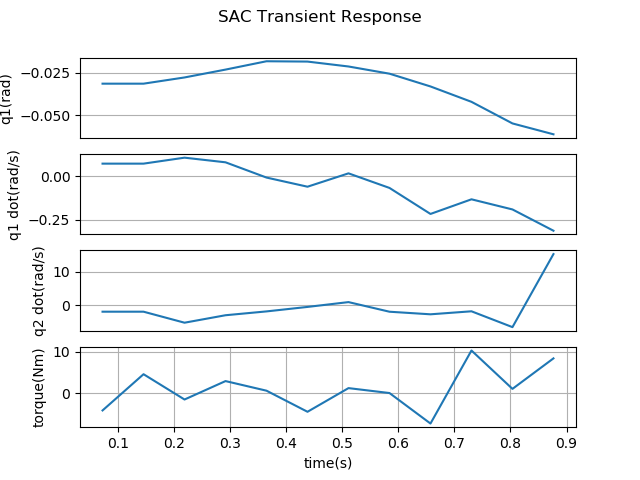 SAC Transient Response
q1(rad)
−0.025
−0.050
q1 dot(rad/s)
0.00
−0.25
q2 dot(rad/s)
10
0
torque(Nm)
10
0
0.1 0.2 0.3 0.4 0.5 0.6 0.7 0.8 0.9
time(s)